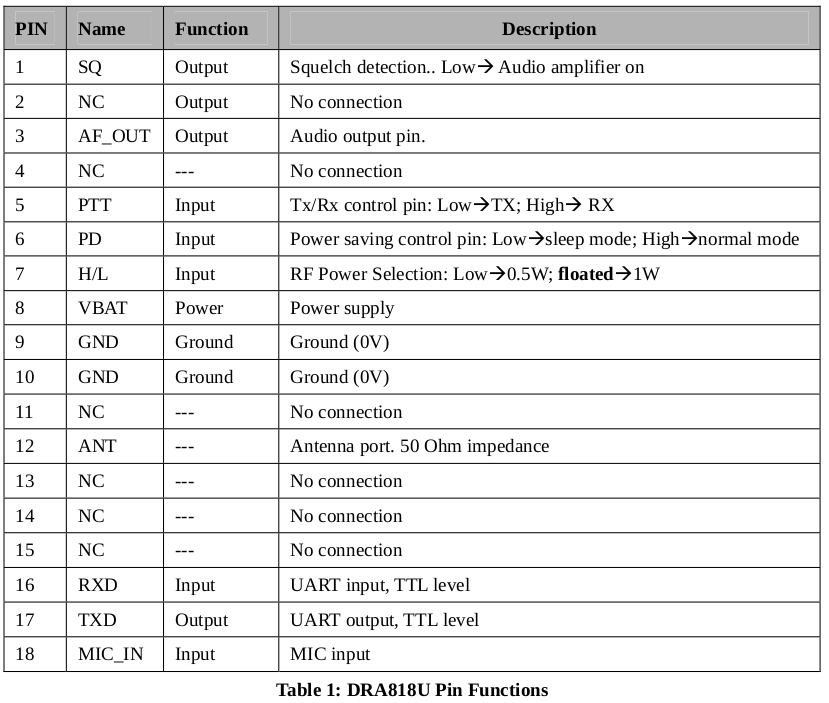 PIN Name Function Description
1 SQ Output Squelch detection.. Low→ Audio amplifier on
2 NC Output No connection
3 AF_OUT Output Audio output pin.
4 NC --- No connection
5 PTT Input Tx/Rx control pin: Low→TX; High→ RX
6 PD Input Power saving control pin: Low→sleep mode; High→normal mode
7 H/L Input RF Power Selection: Low→0.5W; floated→1W
8 VBAT Power Power supply
9 GND Ground Ground (0V)
10 GND Ground Ground (0V)
11 NC --- No connection
12 ANT --- Antenna port. 50 Ohm impedance
13 NC --- No connection
14 NC --- No connection
15 NC --- No connection
16 RXD Input UART input, TTL level
17 TXD Output UART output, TTL level
18 MIC_IN Input MIC input
Table 1: DRA818U Pin Functions